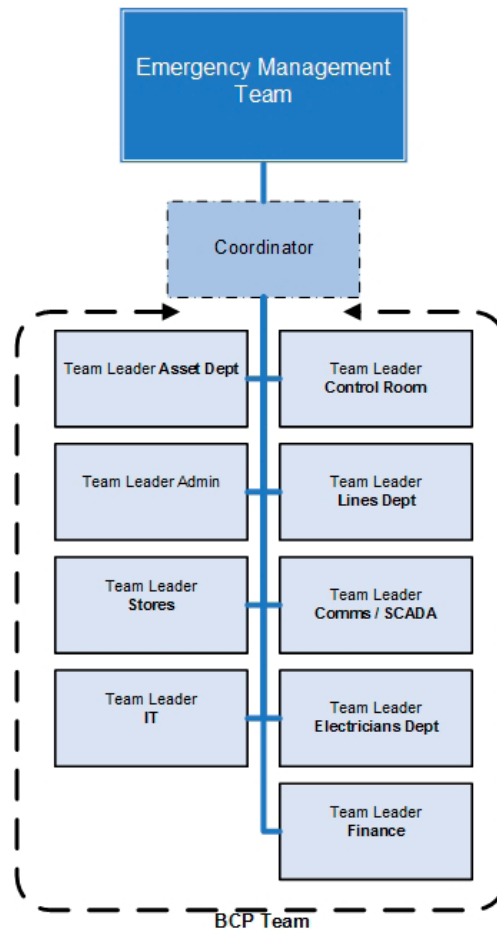 Emergency Management
Team
Coordinator
Team Leader Asset Dept
Team Leader
Control Room
Team Leader Admin
Team Leader
Lines Dept
Team Leader
Stores
Team Leader
Comms / SCADA
Team Leader
IT
Team Leader
Electricians Dept
Team Leader
Finance
BCP Team